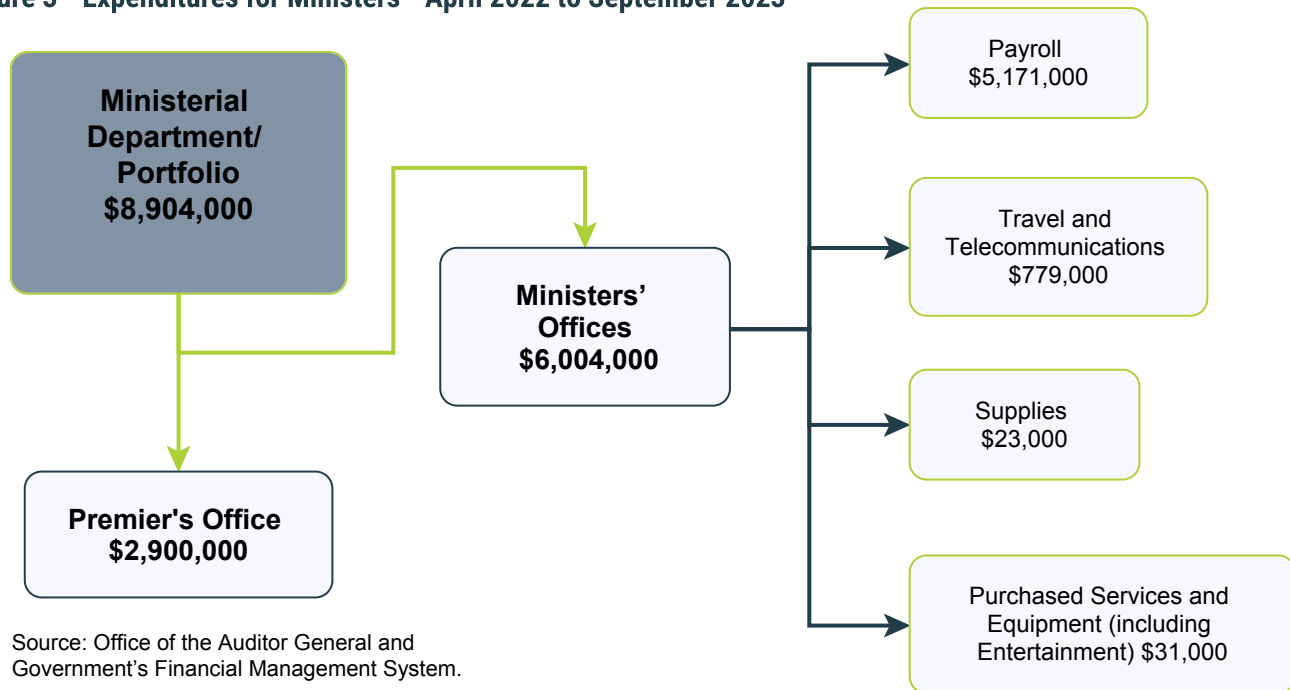 Expenditures for Ministers April 2022 to September
Ministerial
Department/
Portfolio
$8,904,000
Premier's Office
$2,900,000
Ministers’
Offices
$6,004,000
Payroll
$5,171,000
Travel and
Telecommunications
$779,000
Supplies
$23,000
Purchased Services and
Equipment (including
Entertainment) $31,000
Source: Office of the Auditor General and
Government’s Financial Management System.